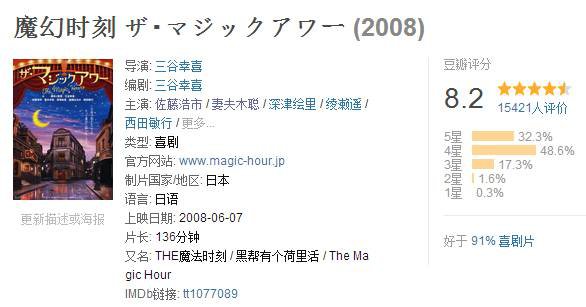 魔幻时刻 ザ・マジックアワー (2008)
ザ・マジックアワー
The Magic Hour
更新描述或海报
导演: 三谷幸喜
编剧: 三谷幸喜
主演: 佐藤浩市 / 妻夫木聪 / 深津绘里 / 绫濑遥 /
西田敏行 / 更多...
类型: 喜剧
官方网站: www.magic-hour.jp
制片国家/地区: 日本
语言: 日语
上映日期: 2008-06-07
片长: 136分钟
又名: THE魔法时刻 / 黑帮有个荷里活 / The Ma
gic Hour
IMDb链接: tt1077089
豆瓣评分
8.2
15421人评价
5星 32.3%
4星 48.6%
3星 17.3%
2星 1.6%
1星 0.3%
好于 91% 喜剧片